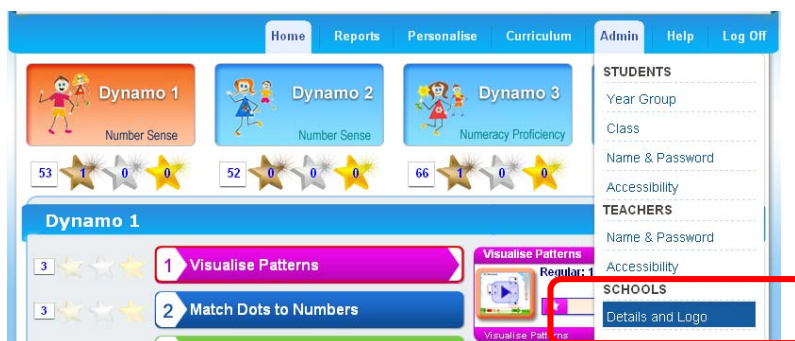 Home Reports Personalise Curriculum Admin Help Log Off
Dynamo 1
Number Sense
Dynamo 2
Number Sense
Dynamo 3
Numeracy Proficiency
53 1 0 0
52 0 0 0
66 1 0 0
STUDENTS
Year Group
Class
Name & Password
Accessibility
TEACHERS
Name & Password
Accessibility
SCHOOLS
Details and Logo
Dynamo 1
3
1 Visualise Patterns
3
2 Match Dots to Numbers
Visualise Patterns
Regular: 1
Visualise Patterns